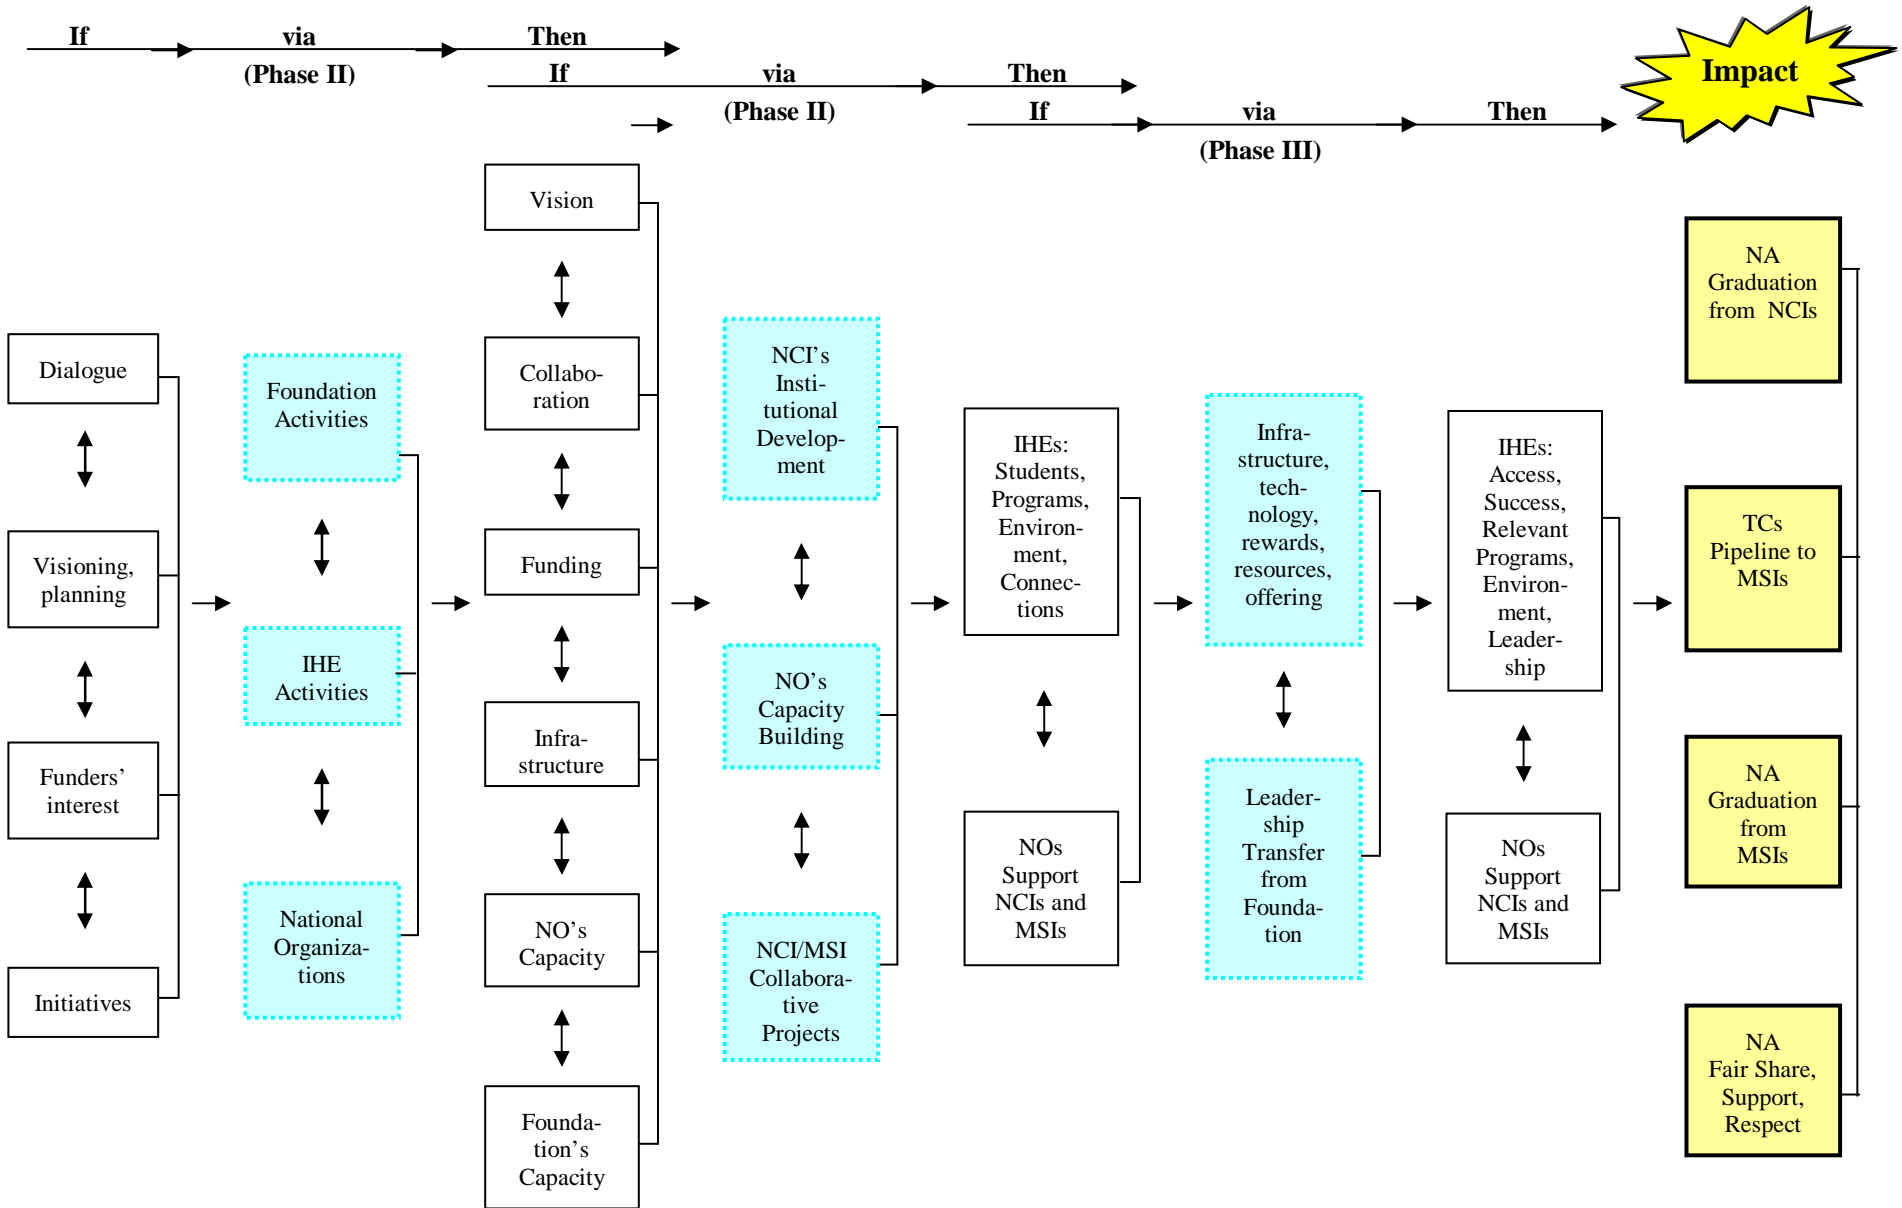 If
via
Then
(Phase II)
If
via
Then
(Phase II)
If
via
Then
(Phase III)
Impact
Dialogue
Visioning,
planning
Funders’
interest
Initiatives
Foundation
Activities
IHE
Activities
National
Organiza-
tions
Vision
Collabo-
ration
Funding
Infra-
structure
NO’s
Capacity
Founda-
tion’s
Capacity
NCI’s
Insti-
tutional
Develop-
ment
NO’s
Capacity
Building
NCI/MSI
Collabora-
tive
Projects
IHEs:
Students,
Programs,
Environ-
ment,
Connec-
tions
NOs
Support
NCIs and
MSIs
Infra-
structure,
tech-
nology,
rewards,
resources,
offering
Leader-
ship
Transfer
from
Founda-
tion
IHEs:
Access,
Success,
Relevant
Programs,
Environ-
ment,
Leader-
ship
NOs
Support
NCIs and
MSIs
NA
Graduation
from NCIs
TCs
Pipeline to
MSIs
NA
Graduation
from
MSIs
NA
Fair Share,
Support,
Respect